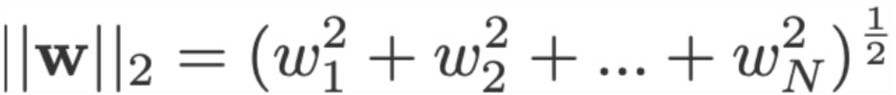 ||w||₂ = (w₁² + w₂² + ... + w_N²)^½